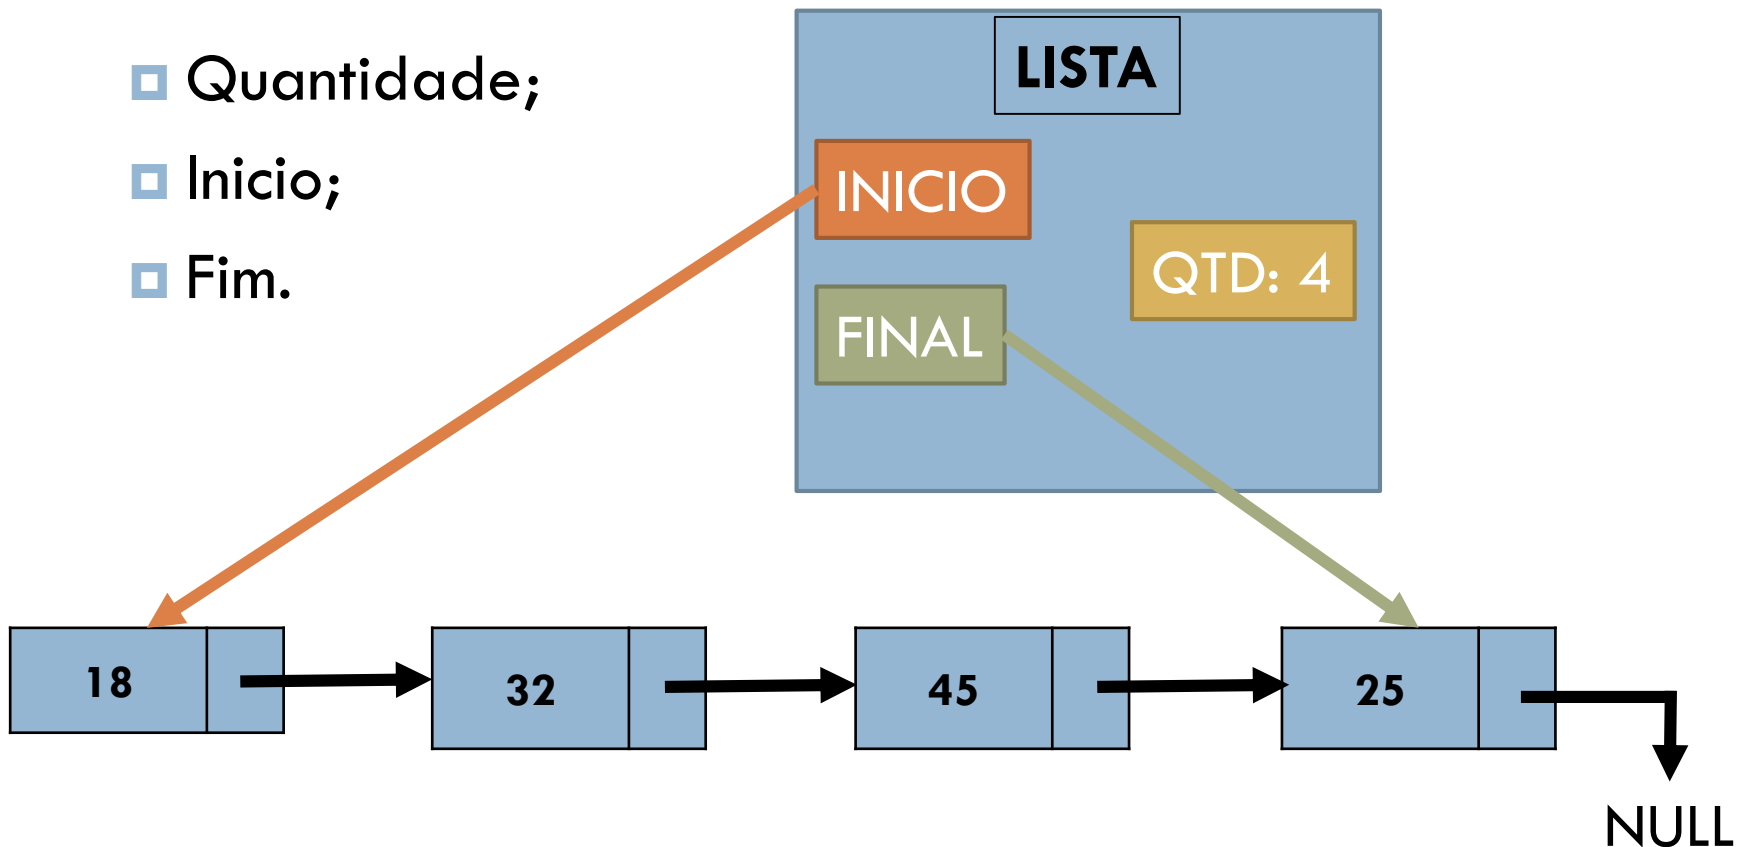 Quantidade;
Inicio;
Fim.
LISTA
INICIO
QTD: 4
FINAL
18
32
45
25
NULL